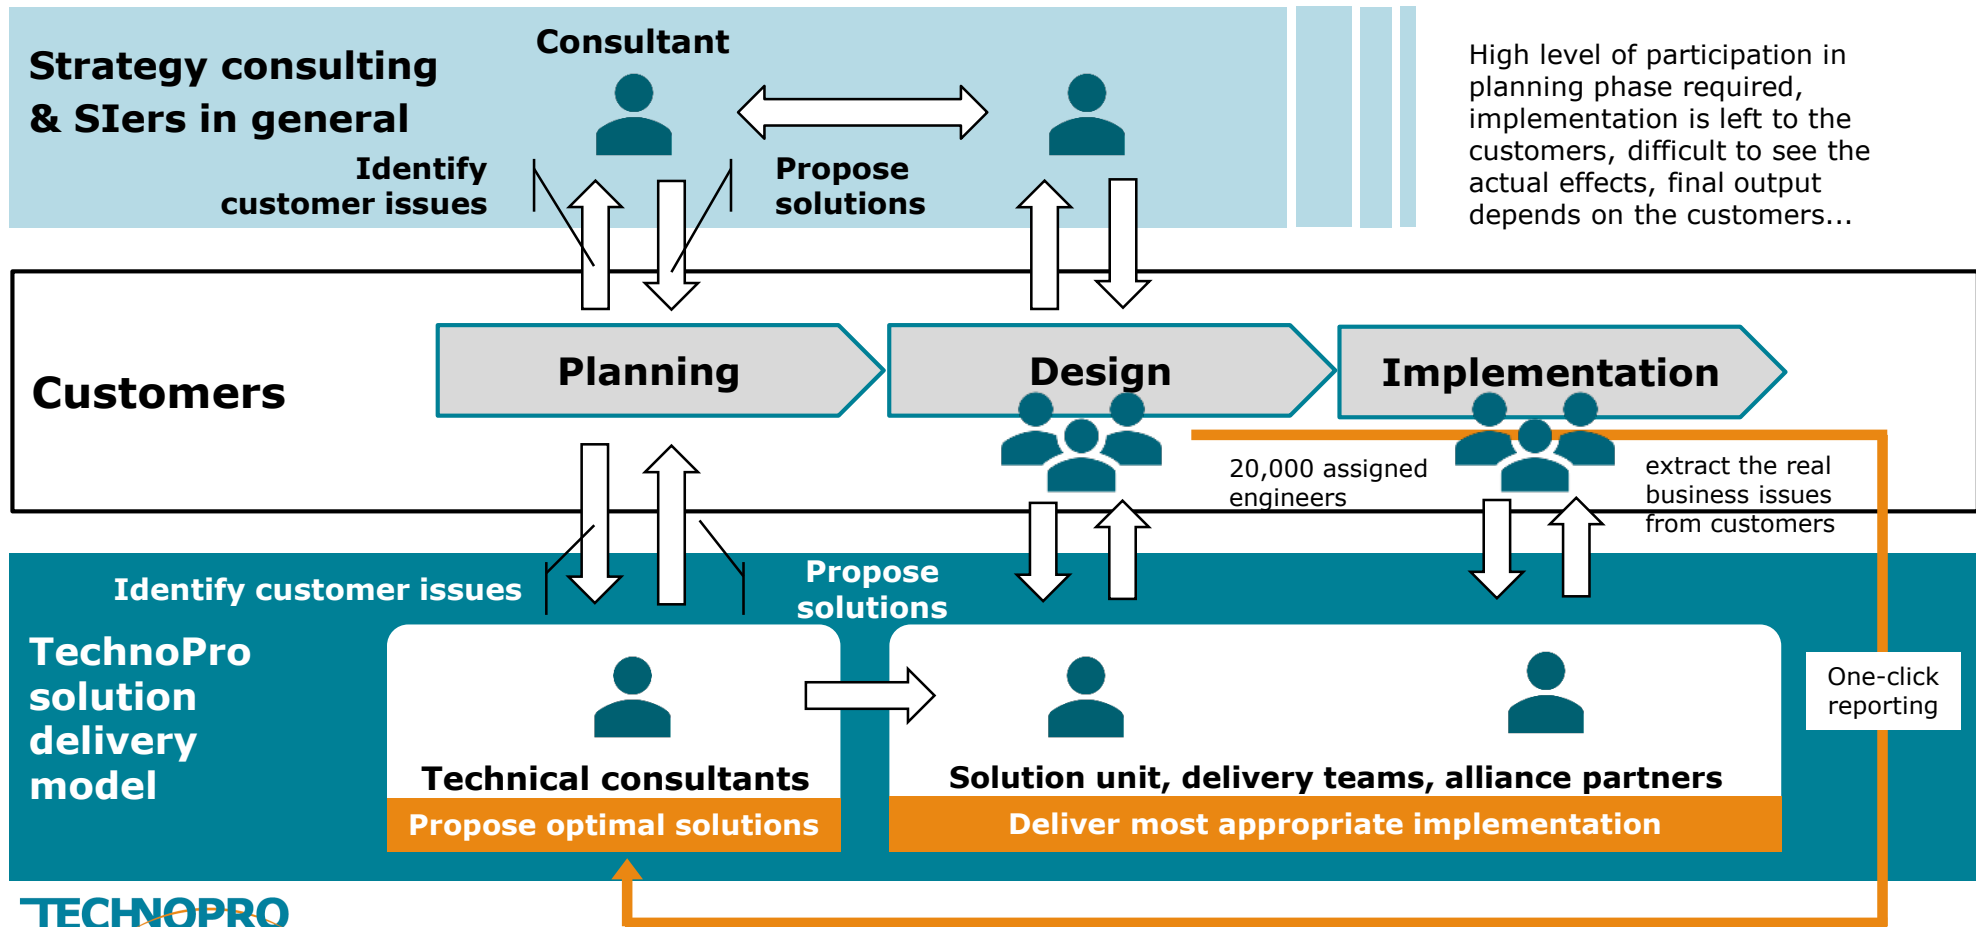 Strategy consulting
& SIers in general
Consultant
Identify
customer issues
Propose
solutions
High level of participation in
planning phase required,
implementation is left to the
customers, difficult to see the
actual effects, final output
depends on the customers...
Customers
Planning
Design
Implementation
20,000 assigned
engineers
extract the real
business issues
from customers
Identify customer issues
Propose
solutions
TechnoPro
solution
delivery
model
Technical consultants
Propose optimal solutions
Solution unit, delivery teams, alliance partners
Deliver most appropriate implementation
One-click
reporting
TECHNOPRO